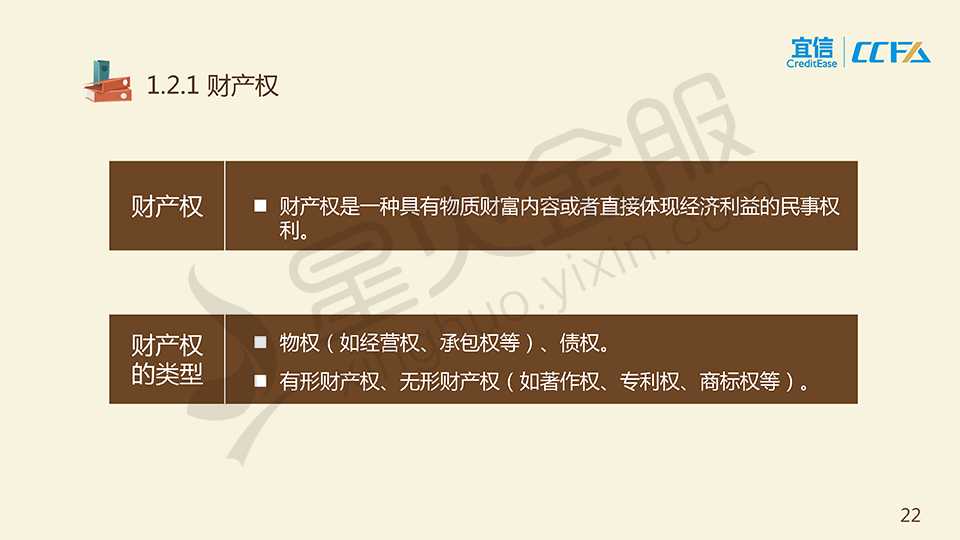 宜信
CreditEase
CCFA
1.2.1 财产权
财产权
■ 财产权是一种具有物质财富内容或者直接体现经济利益的民事权
利。
财产权
的类型
■ 物权（如经营权、承包权等）、债权。
■ 有形财产权、无形财产权（如著作权、专利权、商标权等）。
星火金服
xinghuo.yixin.com
22